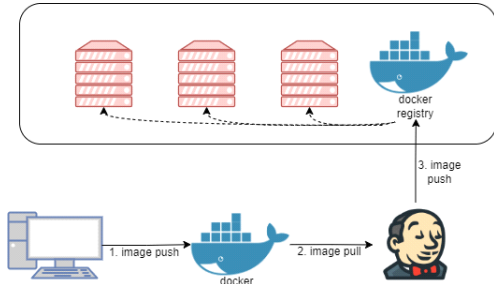 docker
registry
3. image
push
1. image push
2. image pull
docker